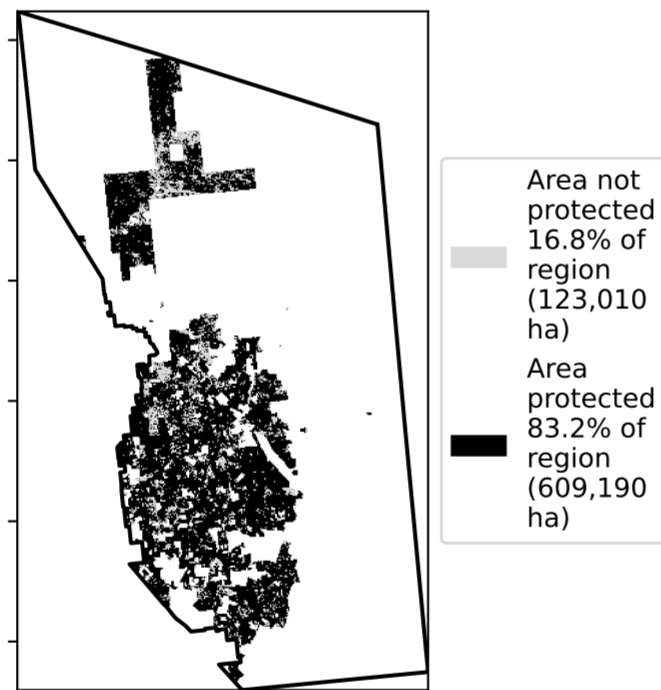 Area not
protected
16.8% of
region
(123,010
ha)
Area
protected
83.2% of
region
(609,190
ha)